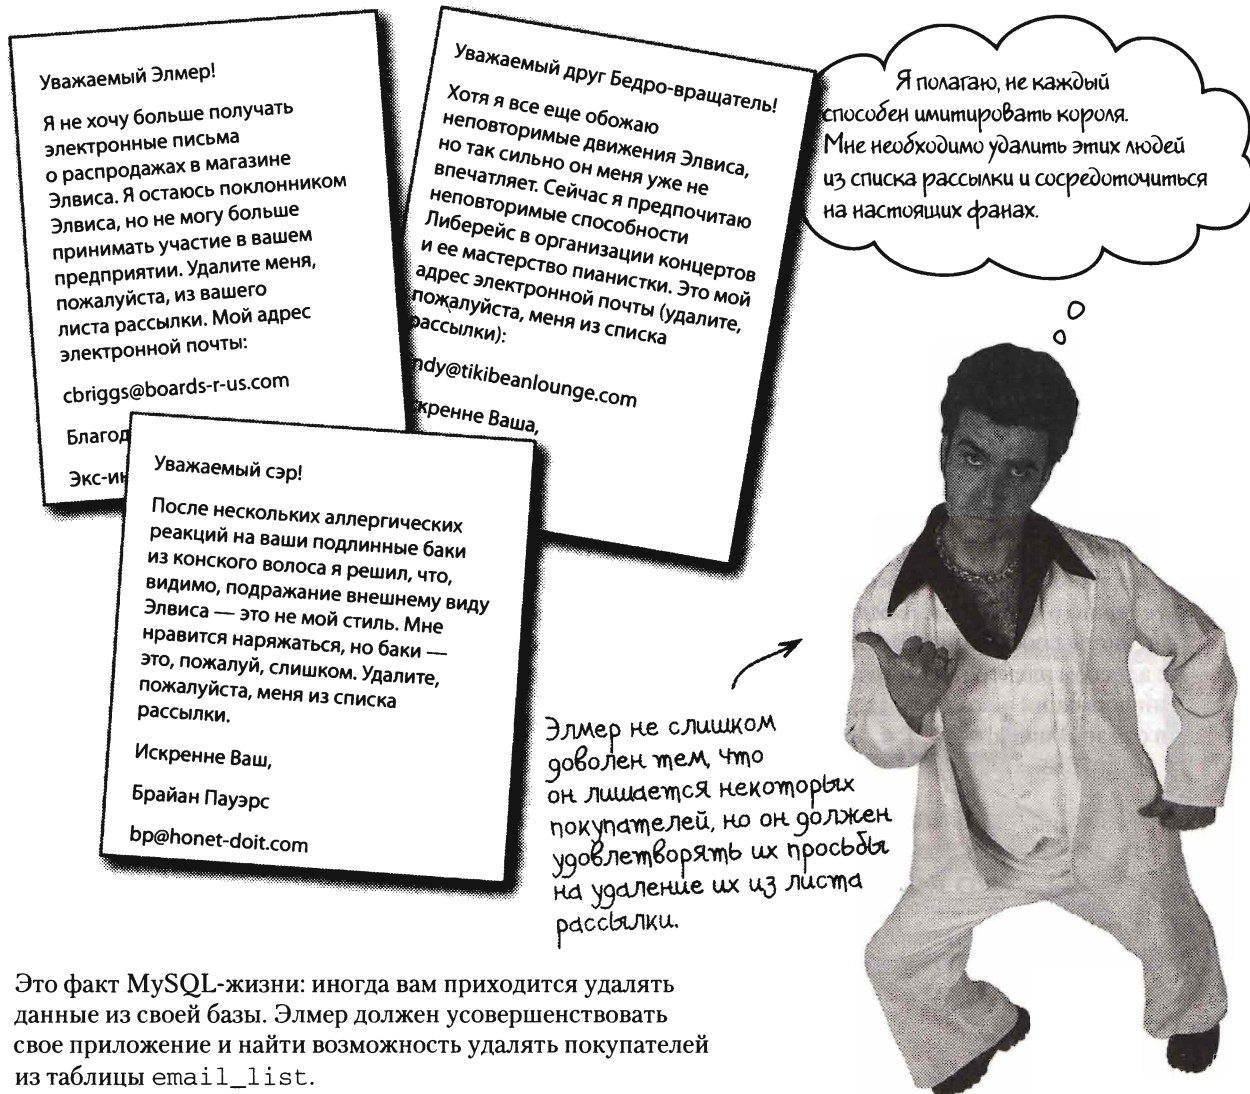 Уважаемый Элмер!
Я не хочу больше получать
электронные письма
о распродажах в магазине
Элвиса. Я остаюсь поклонником
Элвиса, но не могу больше
принимать участие в вашем
предприятии. Удалите меня,
пожалуйста, из вашего
листа рассылки. Мой адрес
электронной почты:
cbriggs@boards-r-us.com
Благод
Экс-ин
Уважаемый друг Бедро-вращатель!
Хотя я все еще обожаю
неповторимые движения Элвиса,
но так сильно он меня уже не
впечатляет. Сейчас я предпочитаю
неповторимые способности
Либерейс в организации концертов
и ее мастерство пианистки. Это мой
адрес электронной почты (удалите,
пожалуйста, меня из списка
рассылки):
ndy@tikibeanlounge.com
кренне Ваша,
Уважаемый сэр!
После нескольких аллергических
реакций на ваши подлинные баки
из конского волоса я решил, что,
видимо, подражание внешнему виду
Элвиса — это не мой стиль. Мне
нравится наряжаться, но баки —
это, пожалуй, слишком. Удалите,
пожалуйста, меня из списка
рассылки.
Искренне Ваш,
Брайан Пауэрс
bp@honet-doit.com
Я полагаю, не каждый
способен имитировать короля.
Мне необходимо удалить этих людей
из списка рассылки и сосредоточиться
на настоящих фанах.
Элмер не слишком
доволен тем, что
он лишается некоторых
покупателей, но он должен
удовлетворять их просьбы
на удаление их из листа
рассылки.
Это факт MySQL-жизни: иногда вам приходится удалять
данные из своей базы. Элмер должен усовершенствовать
свое приложение и найти возможность удалять покупателей
из таблицы email_list.